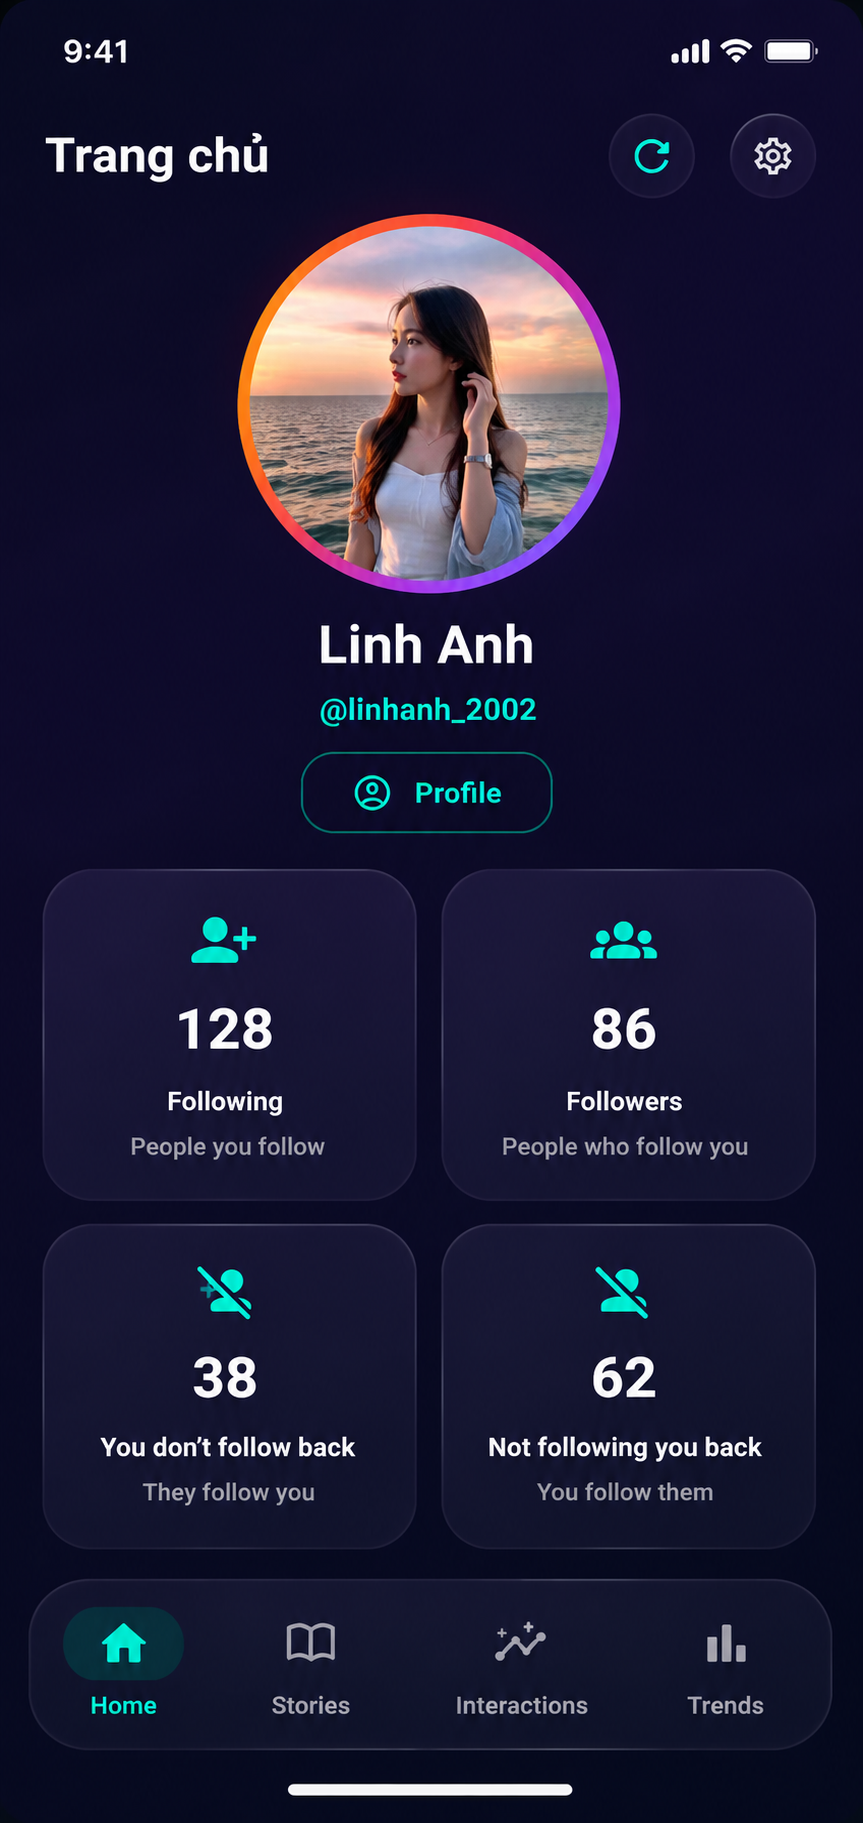 9:41
Trang chủ
Linh Anh
@linhanh_2002
Profile
128
Following
People you follow
86
Followers
People who follow you
38
You don’t follow back
They follow you
62
Not following you back
You follow them
Home
Stories
Interactions
Trends